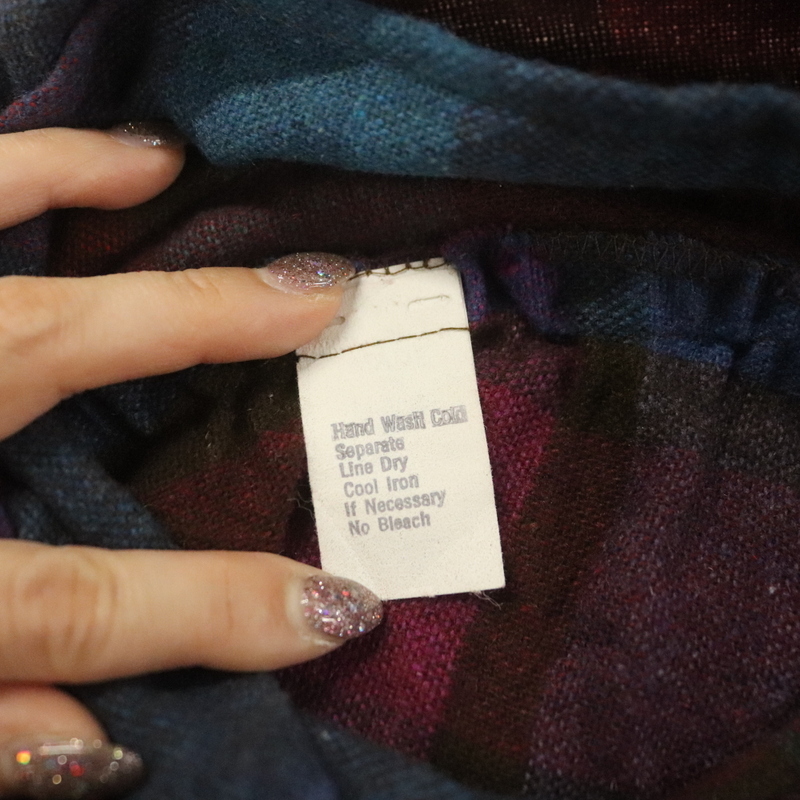 Hand Wash Cold
Separate
Line Dry
Cool Iron
If Necessary
No Bleach